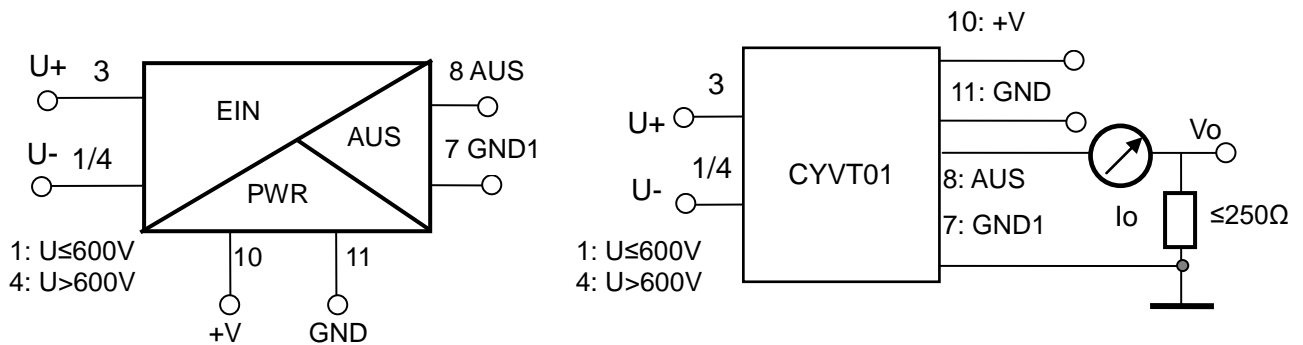 U+ 3
EIN
8 AUS
AUS
U- 1/4
7 GND1
PWR
1: U≤600V
4: U>600V
10 11
+V GND
10: +V
11: GND
3
U+
1/4
U-
CYVT01
Vo
8: AUS
Io
≤250Ω
7: GND1
1: U≤600V
4: U>600V